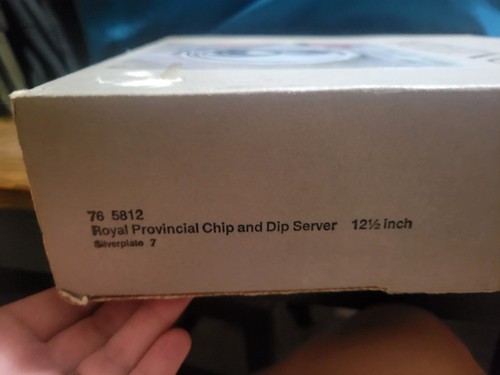 76 5812
Royal Provincial Chip and Dip Server 12½ inch
Silverplate 7